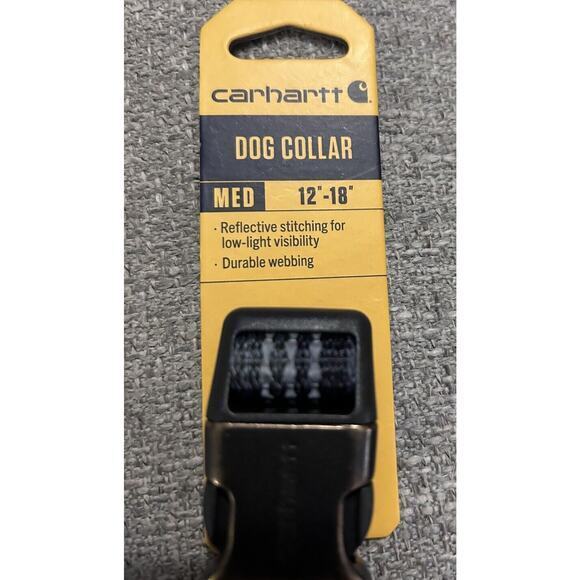 carhartt
DOG COLLAR
MED 12"-18"
· Reflective stitching for
low-light visibility
· Durable webbing